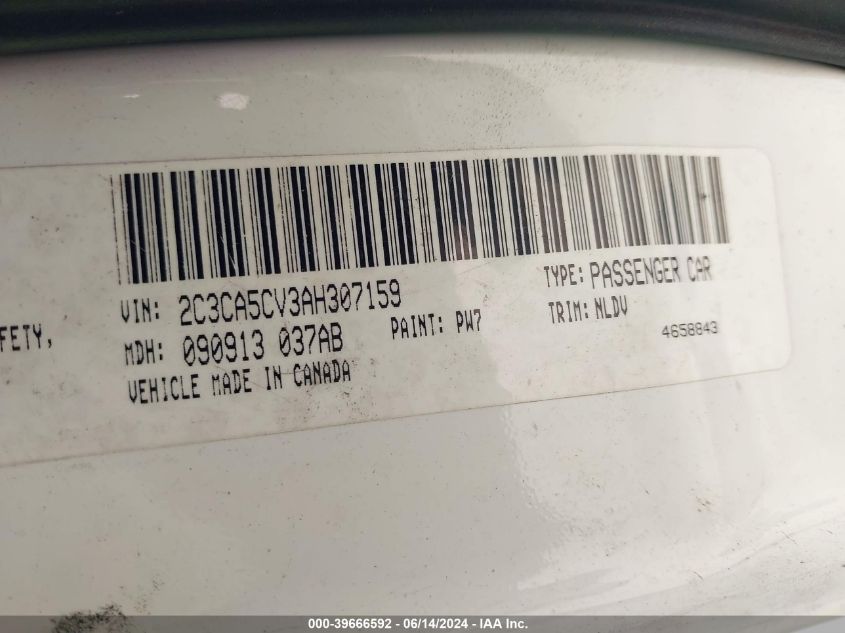 VIN: 2C3CA5CV3AH307159 TYPE: PASSENGER CAR
FETY, MDH: 090913 037AB PAINT: PW7 TRIM: NLDV
VEHICLE MADE IN CANADA 4658843
000-39666592 - 06/14/2024 - IAA Inc.